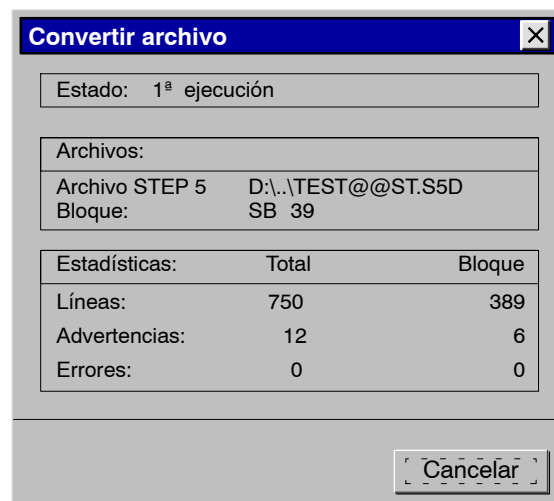 Convertir archivo
Estado: 1ª ejecución
Archivos:
Archivo STEP 5 D:\..\TEST@@ST.S5D
Bloque: SB 39
Estadísticas: Total Bloque
Líneas: 750 389
Advertencias: 12 6
Errores: 0 0
Cancelar